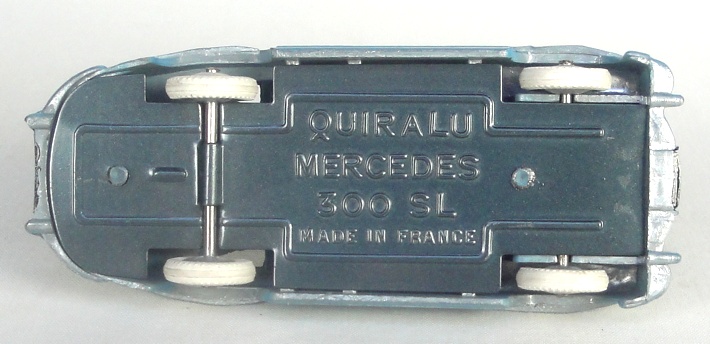 QUIRALU
MERCEDES
300 SL
MADE IN FRANCE